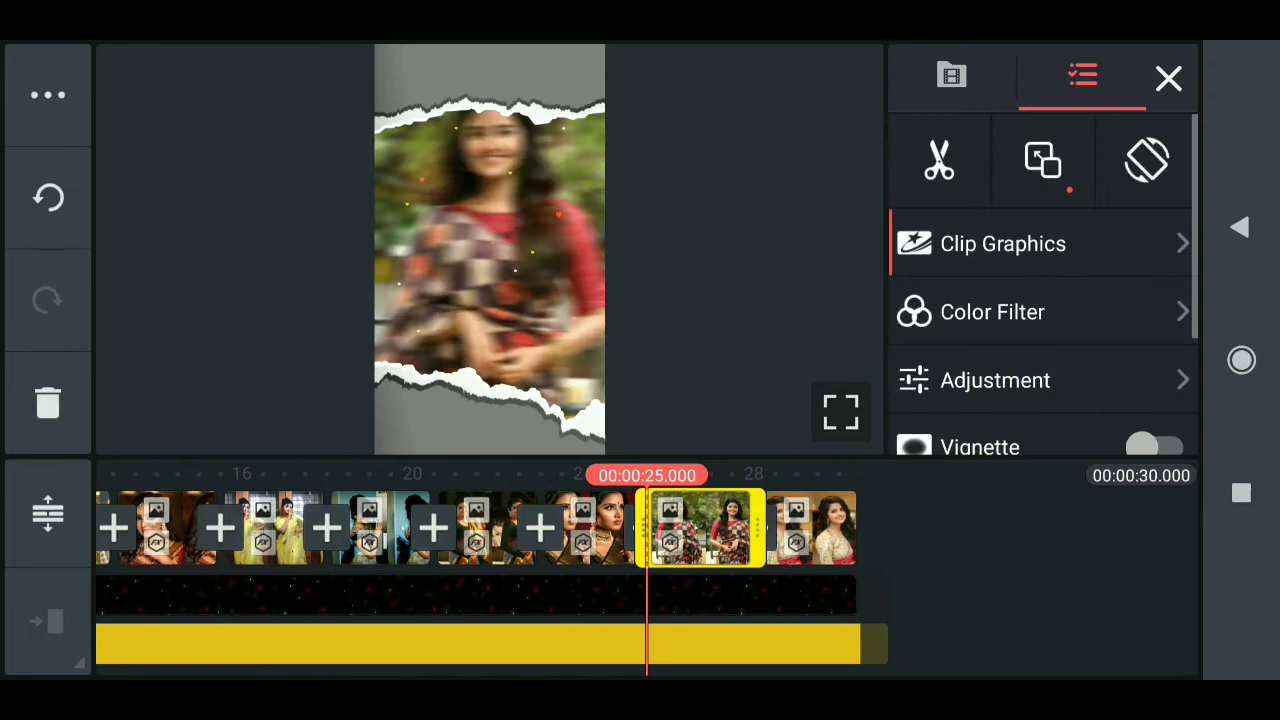 Clip Graphics
Color Filter
Adjustment
Vignette
16
20
00:00:25.000
28
00:00:30.000